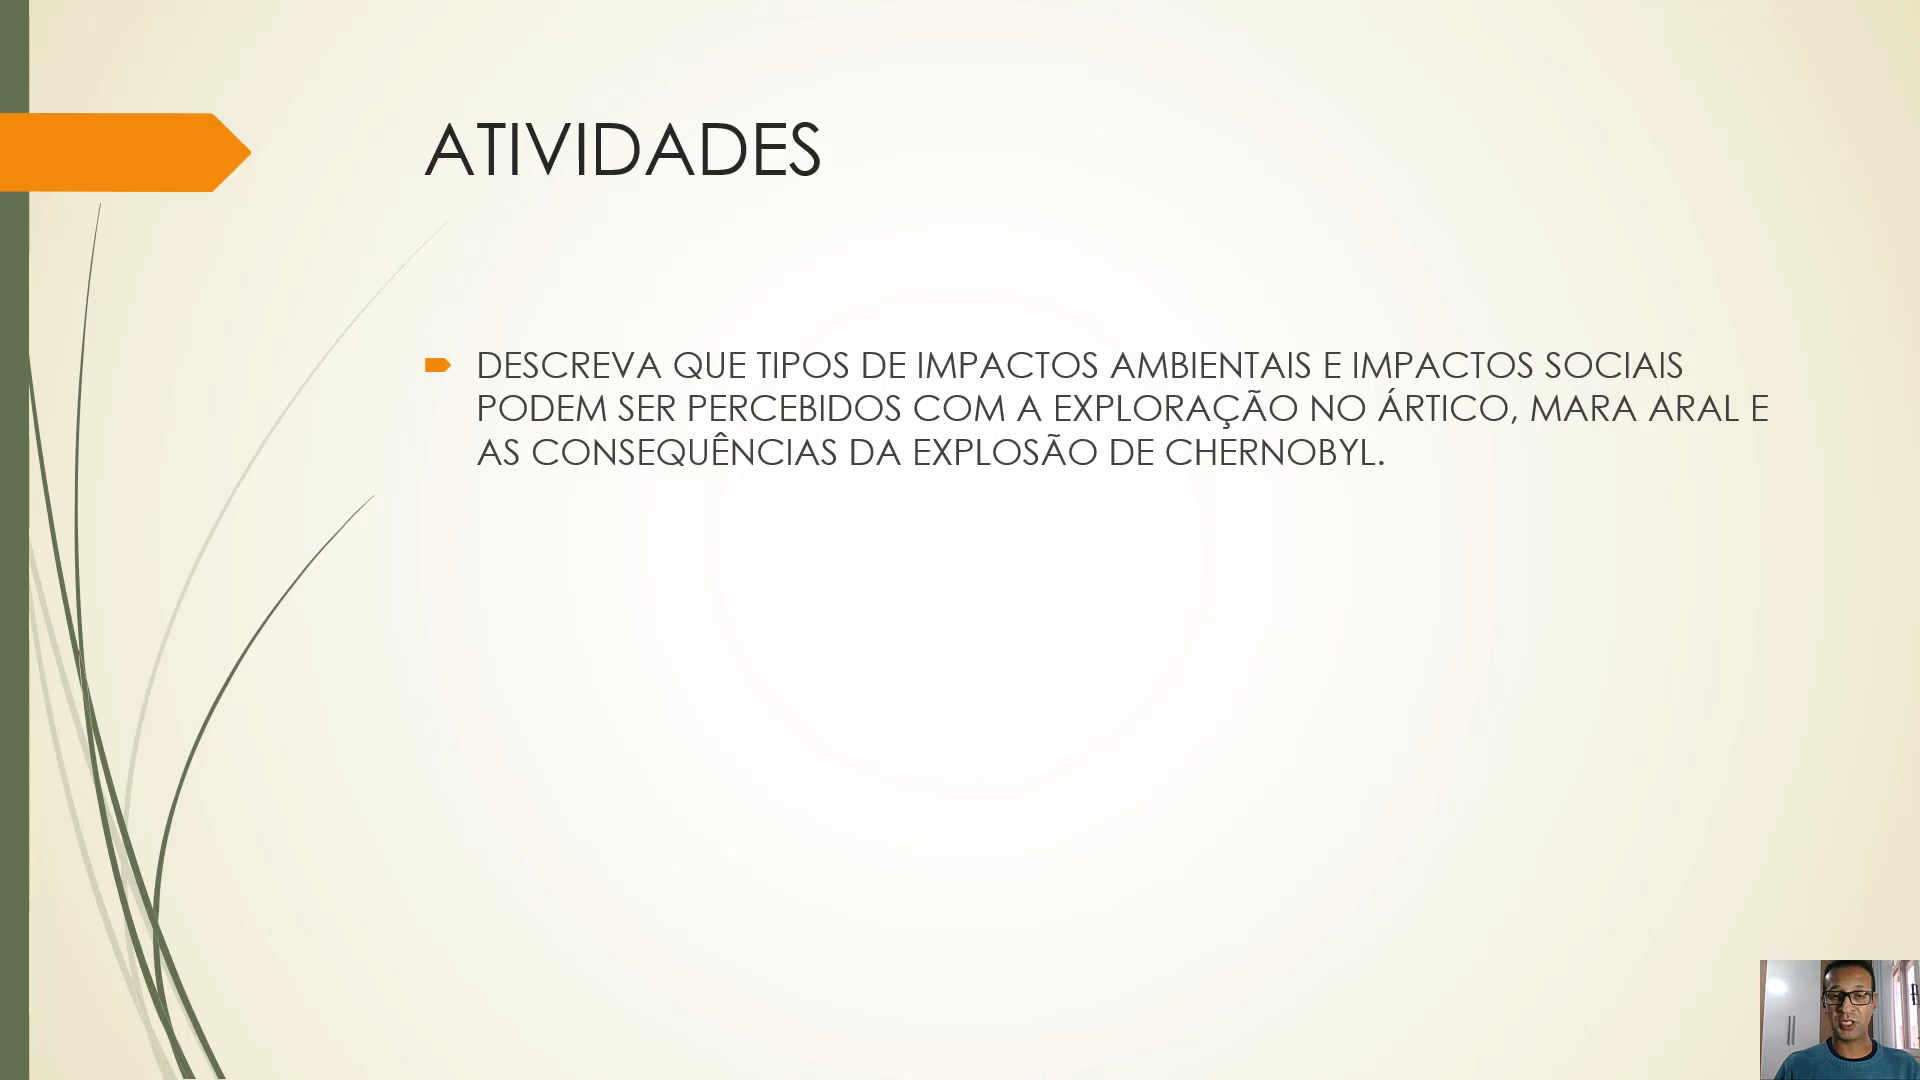 ATIVIDADES
DESCREVA QUE TIPOS DE IMPACTOS AMBIENTAIS E IMPACTOS SOCIAIS
PODEM SER PERCEBIDOS COM A EXPLORAÇÃO NO ÁRTICO, MARA ARAL E
AS CONSEQUÊNCIAS DA EXPLOSÃO DE CHERNOBYL.